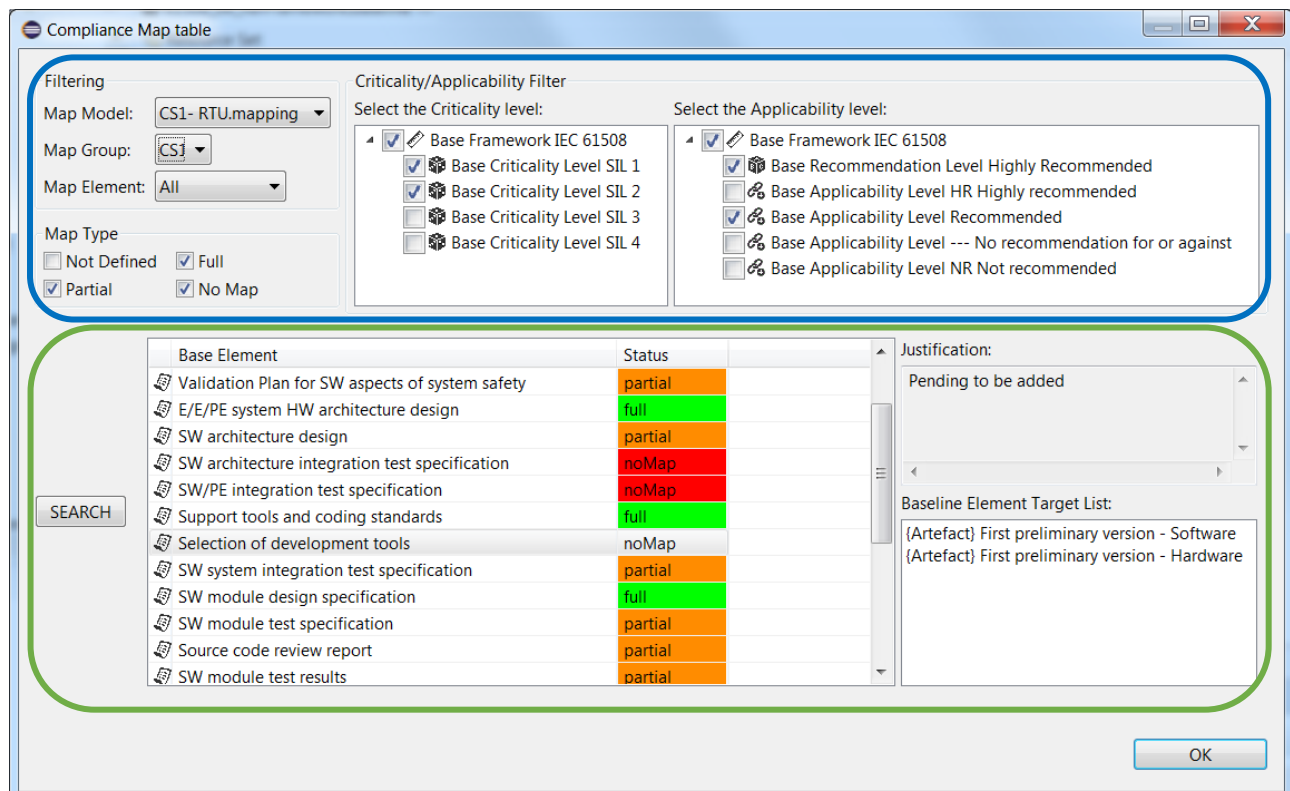 Compliance Map table
Filtering
Map Model: CS1- RTU.mapping
Map Group: CS1
Map Element: All
Map Type
Not Defined Full
Partial No Map
Criticality/Applicability Filter
Select the Criticality level:
Base Framework IEC 61508
Base Criticality Level SIL 1
Base Criticality Level SIL 2
Base Criticality Level SIL 3
Base Criticality Level SIL 4
Select the Applicability level:
Base Framework IEC 61508
Base Recommendation Level Highly Recommended
Base Applicability Level HR Highly recommended
Base Applicability Level Recommended
Base Applicability Level --- No recommendation for or against
Base Applicability Level NR Not recommended
SEARCH
Base Element Status
Validation Plan for SW aspects of system safety partial
E/E/PE system HW architecture design full
SW architecture design partial
SW architecture integration test specification noMap
SW/PE integration test specification noMap
Support tools and coding standards full
Selection of development tools noMap
SW system integration test specification partial
SW module design specification full
SW module test specification partial
Source code review report partial
SW module test results partial
Justification:
Pending to be added
Baseline Element Target List:
{Artefact} First preliminary version - Software
{Artefact} First preliminary version - Hardware
OK